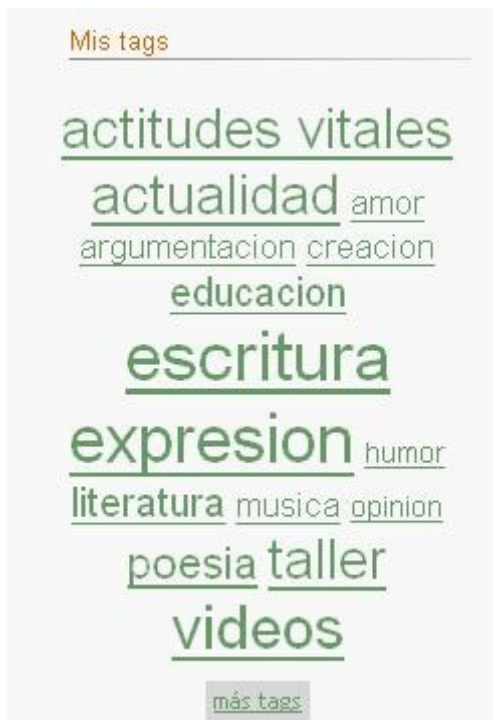 Mis tags
actitudes vitales
actualidad amor
argumentacion creacion
educacion
escritura
expresion humor
literatura musica opinion
poesia taller
videos
más tags